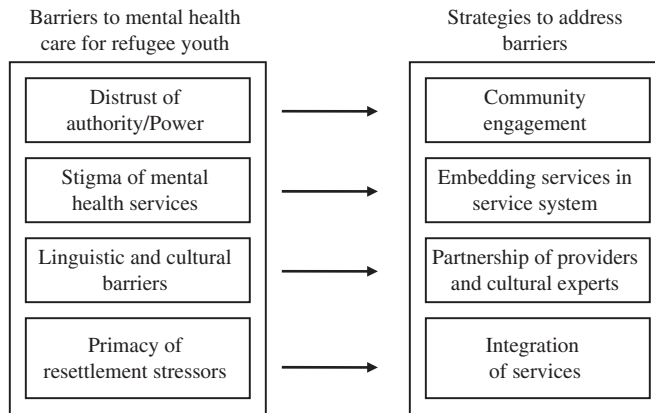 Barriers to mental health
care for refugee youth
Distrust of
authority/Power
Stigma of mental
health services
Linguistic and cultural
barriers
Primacy of
resettlement stressors
Strategies to address
barriers
Community
engagement
Embedding services in
service system
Partnership of providers
and cultural experts
Integration
of services